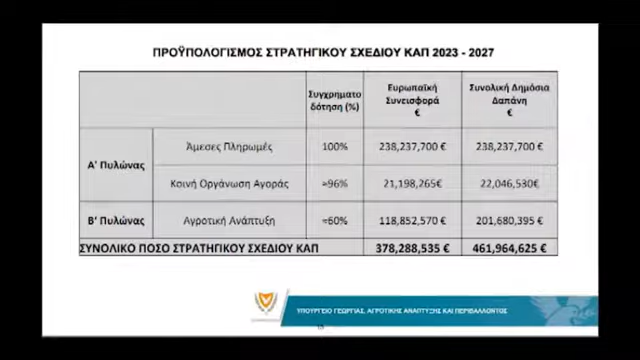 ΠΡΟΫΠΟΛΟΓΙΣΜΟΣ ΣΤΡΑΤΗΓΙΚΟΥ ΣΧΕΔΙΟΥ ΚΑΠ 2023 - 2027
Συγχρηματο
δότηση (%)
Ευρωπαϊκή
Συνεισφορά
€
Συνολική Δημόσια
Δαπάνη
€
Α' Πυλώνας
Άμεσες Πληρωμές
100%
238,237,700 €
238,237,700 €
Κοινή Οργάνωση Αγοράς
≈96%
21,198,265€
22,046,530€
Β' Πυλώνας
Αγροτική Ανάπτυξη
≈60%
118,852,570 €
201,680,395 €
ΣΥΝΟΛΙΚΟ ΠΟΣΟ ΣΤΡΑΤΗΓΙΚΟΥ ΣΧΕΔΙΟΥ ΚΑΠ
378,288,535 €
461,964,625 €
ΥΠΟΥΡΓΕΙΟ ΓΕΩΡΓΙΑΣ, ΑΓΡΟΤΙΚΗΣ ΑΝΑΠΤΥΞΗΣ ΚΑΙ ΠΕΡΙΒΑΛΛΟΝΤΟΣ